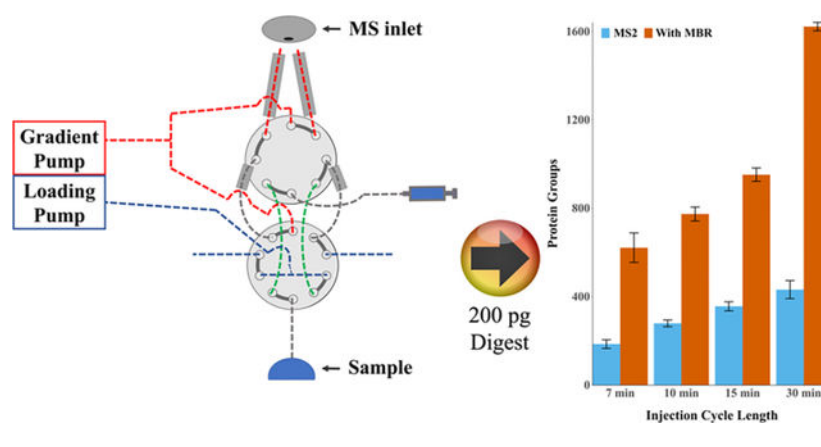 MS inlet
Gradient
Pump
Loading
Pump
Sample
200 pg
Digest
MS2 With MBR
Protein Groups
1600
1200
800
400
0
7 min 10 min 15 min 30 min
Injection Cycle Length